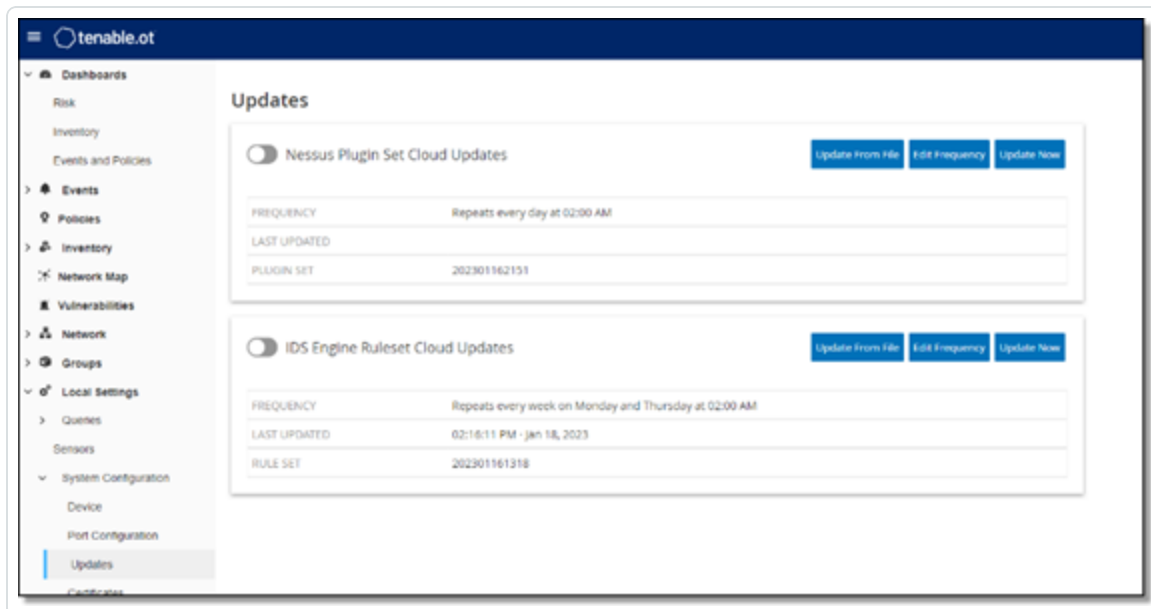 tenable.ot
Dashboards
Risk
Inventory
Events and Policies
Events
Policies
Inventory
Network Map
Vulnerabilities
Network
Groups
Local Settings
Queries
Sensors
System Configuration
Device
Port Configuration
Updates
Certificates
Updates
Nessus Plugin Set Cloud Updates
Update From File Edit Frequency Update Now
FREQUENCY Repeats every day at 02:00 AM
LAST UPDATED
PLUGIN SET 202301162151
IDS Engine Ruleset Cloud Updates
Update From File Edit Frequency Update Now
FREQUENCY Repeats every week on Monday and Thursday at 02:00 AM
LAST UPDATED 02:16:11 PM - Jan 18, 2023
RULE SET 202301161318